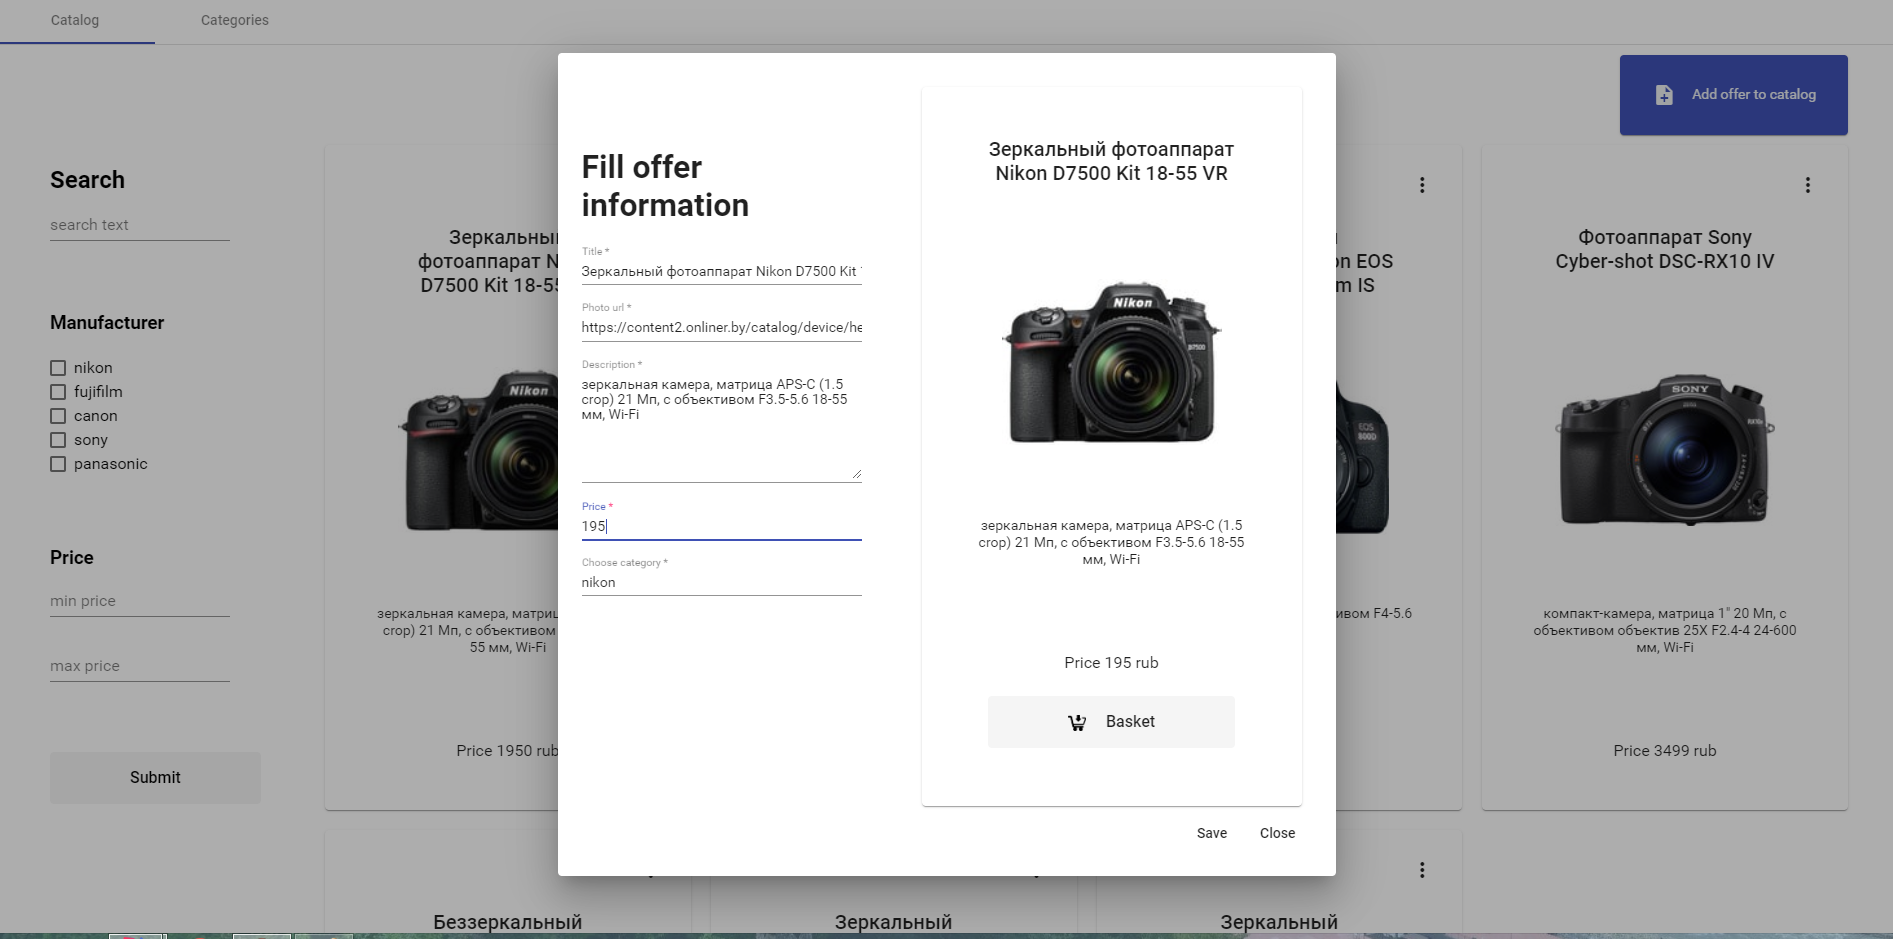 Catalog
Categories
Add offer to catalog
Search
search text
Manufacturer
nikon
fujifilm
canon
sony
panasonic
Price
min price
max price
Submit
Зеркальны
фотоаппарат N
D7500 Kit 18-55
Nikon
зеркальная камера, матриц
crop) 21 Мп, с объективом
55 мм, Wi-Fi
Price 1950 rub
Fill offer
information
Title *
Зеркальный фотоаппарат Nikon D7500 Kit
Photo url *
https://content2.onliner.by/catalog/device/he
Description *
зеркальная камера, матрица APS-C (1.5
crop) 21 Мп, с объективом F3.5-5.6 18-55
мм, Wi-Fi
Price *
195
Choose category *
nikon
Зеркальный фотоаппарат
Nikon D7500 Kit 18-55 VR
Nikon
D7500
зеркальная камера, матрица APS-C (1.5
crop) 21 Мп, с объективом F3.5-5.6 18-55
мм, Wi-Fi
Price 195 rub
Basket
Save
Close
n EOS
m IS
EOS
800D
ивом F4-5.6
Фотоаппарат Sony
Cyber-shot DSC-RX10 IV
SONY
компакт-камера, матрица 1" 20 Мп, с
объективом объектив 25X F2.4-4 24-600
мм, Wi-Fi
Price 3499 rub
Беззеркальный
Зеркальный
Зеркальный